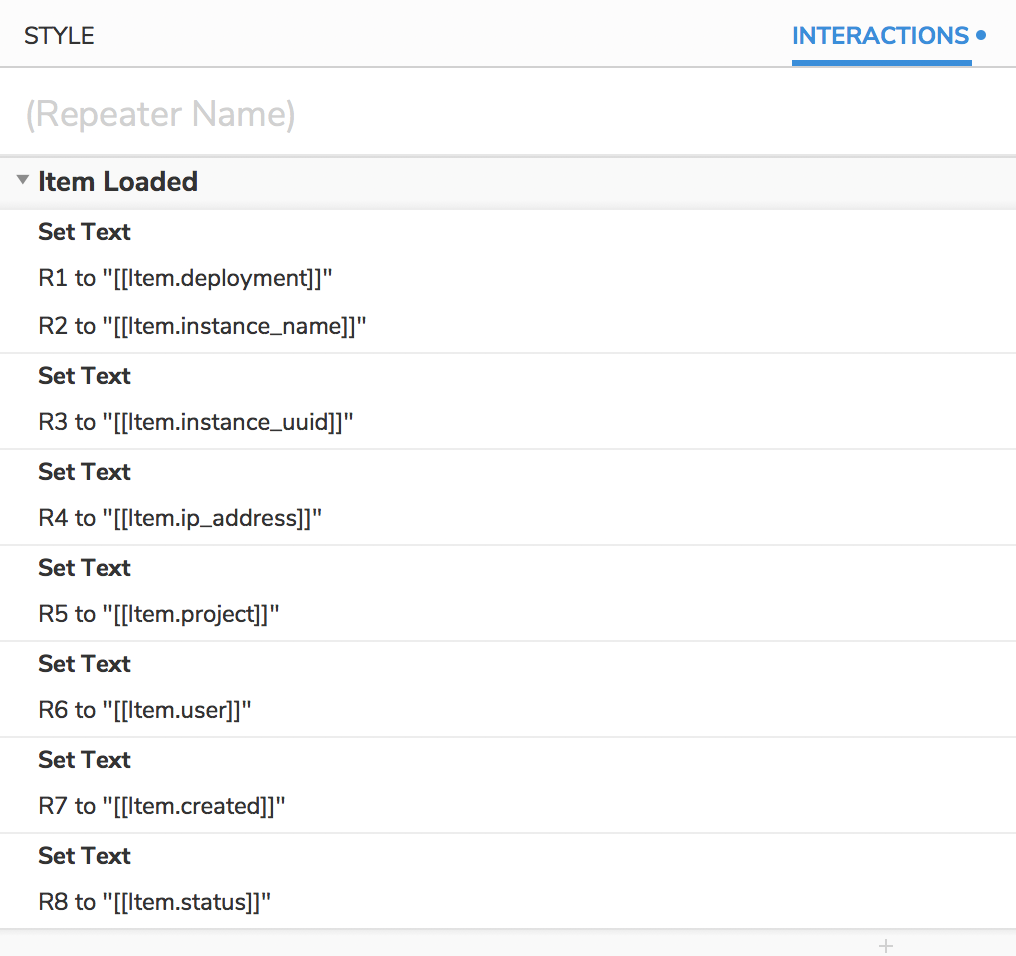 STYLE INTERACTIONS
(Repeater Name)
Item Loaded
Set Text
R1 to "[[Item.deployment]]"
R2 to "[[Item.instance_name]]"
Set Text
R3 to "[[Item.instance_uuid]]"
Set Text
R4 to "[[Item.ip_address]]"
Set Text
R5 to "[[Item.project]]"
Set Text
R6 to "[[Item.user]]"
Set Text
R7 to "[[Item.created]]"
Set Text
R8 to "[[Item.status]]"